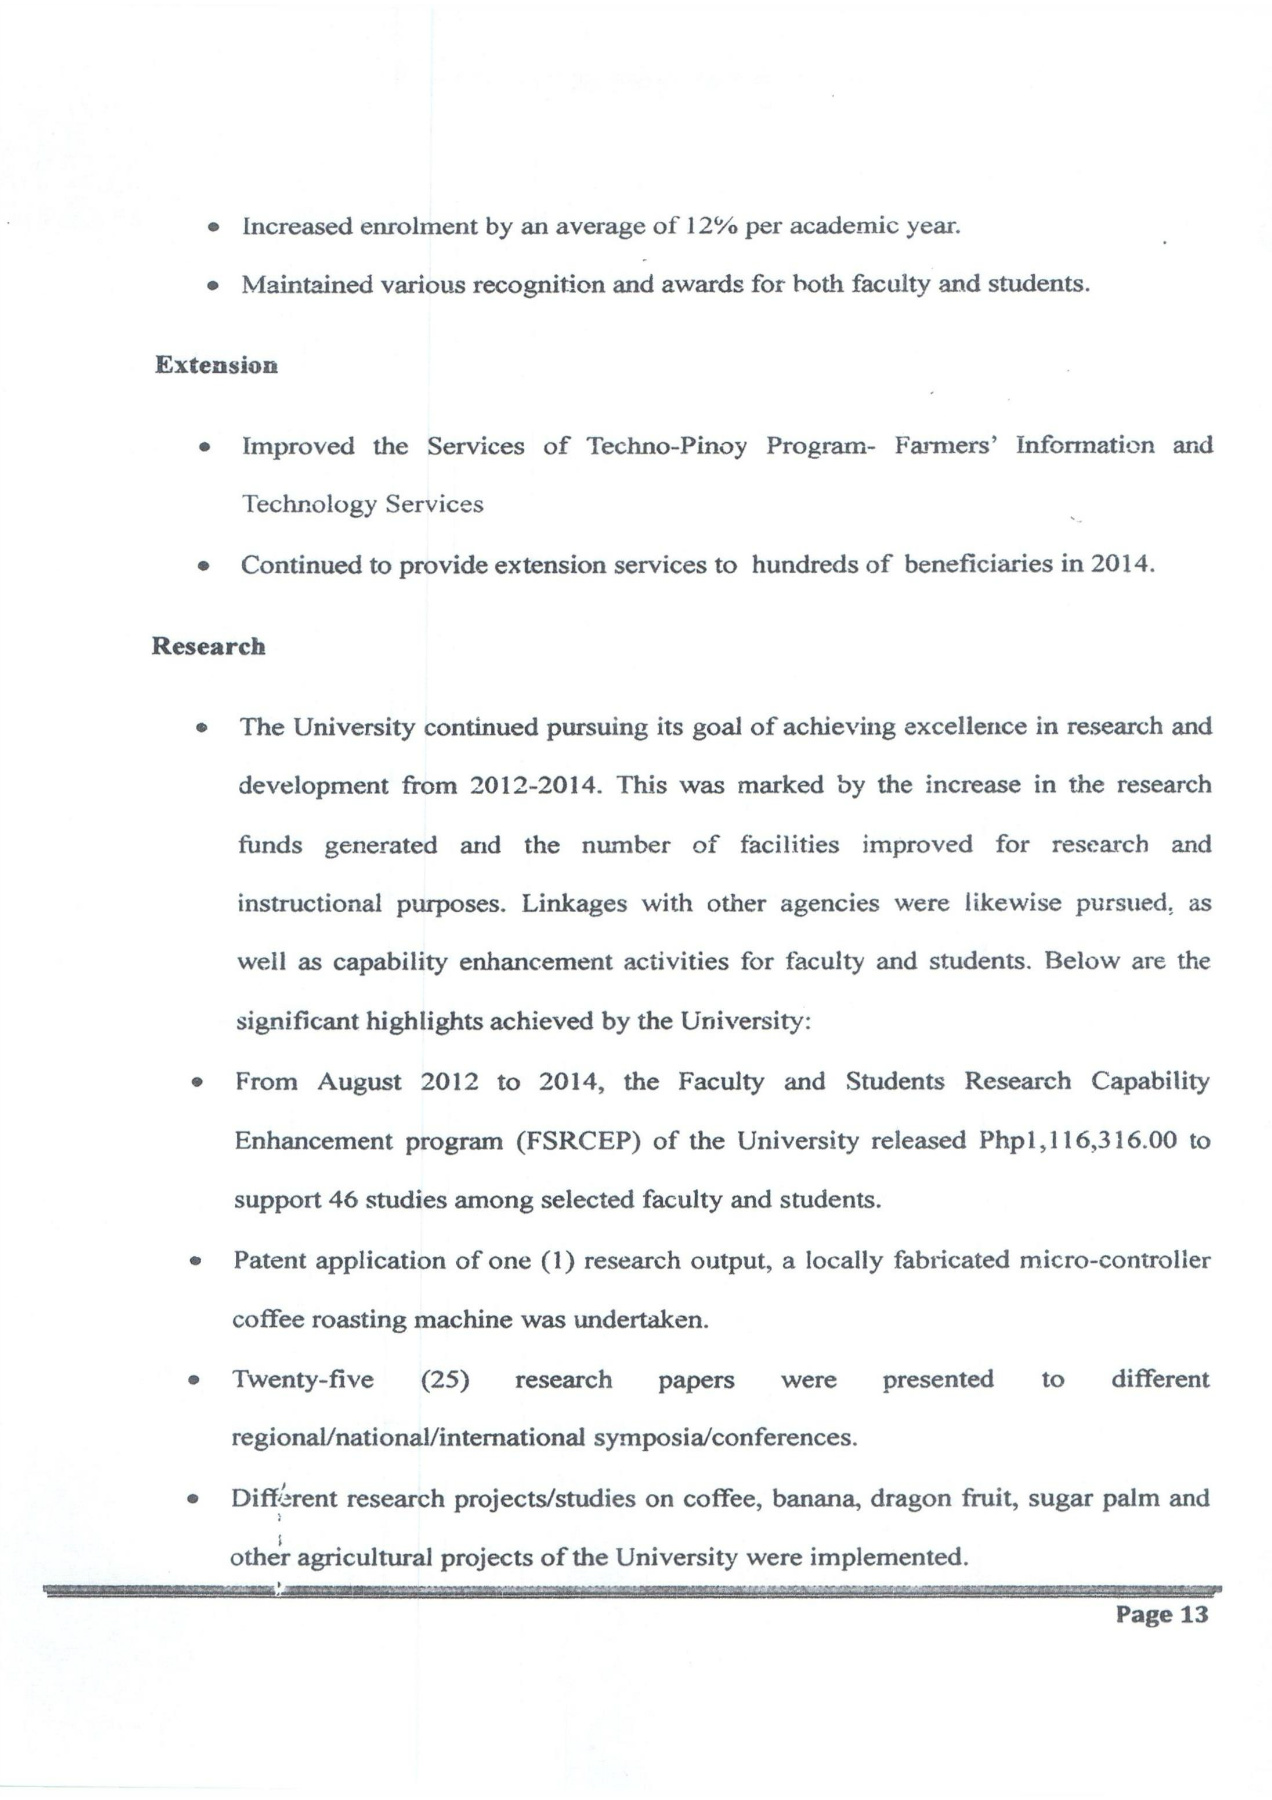 • Increased enrolment by an average of 12% per academic year.
• Maintained various recognition and awards for both faculty and students.
Extension
• Improved the Services of Techno-Pinoy Program- Farmers' Information and
Technology Services
• Continued to provide extension services to hundreds of beneficiaries in 2014.
Research
• The University continued pursuing its goal of achieving excellence in research and
development from 2012-2014. This was marked by the increase in the research
funds generated and the number of facilities improved for research and
instructional purposes. Linkages with other agencies were likewise pursued, as
well as capability enhancement activities for faculty and students. Below are the
significant highlights achieved by the University:
• From August 2012 to 2014, the Faculty and Students Research Capability
Enhancement program (FSRCEP) of the University released Php1,116,316.00 to
support 46 studies among selected faculty and students.
• Patent application of one (1) research output, a locally fabricated micro-controller
coffee roasting machine was undertaken.
• Twenty-five (25) research papers were presented to different
regional/national/international symposia/conferences.
• Different research projects/studies on coffee, banana, dragon fruit, sugar palm and
other agricultural projects of the University were implemented.
Page 13